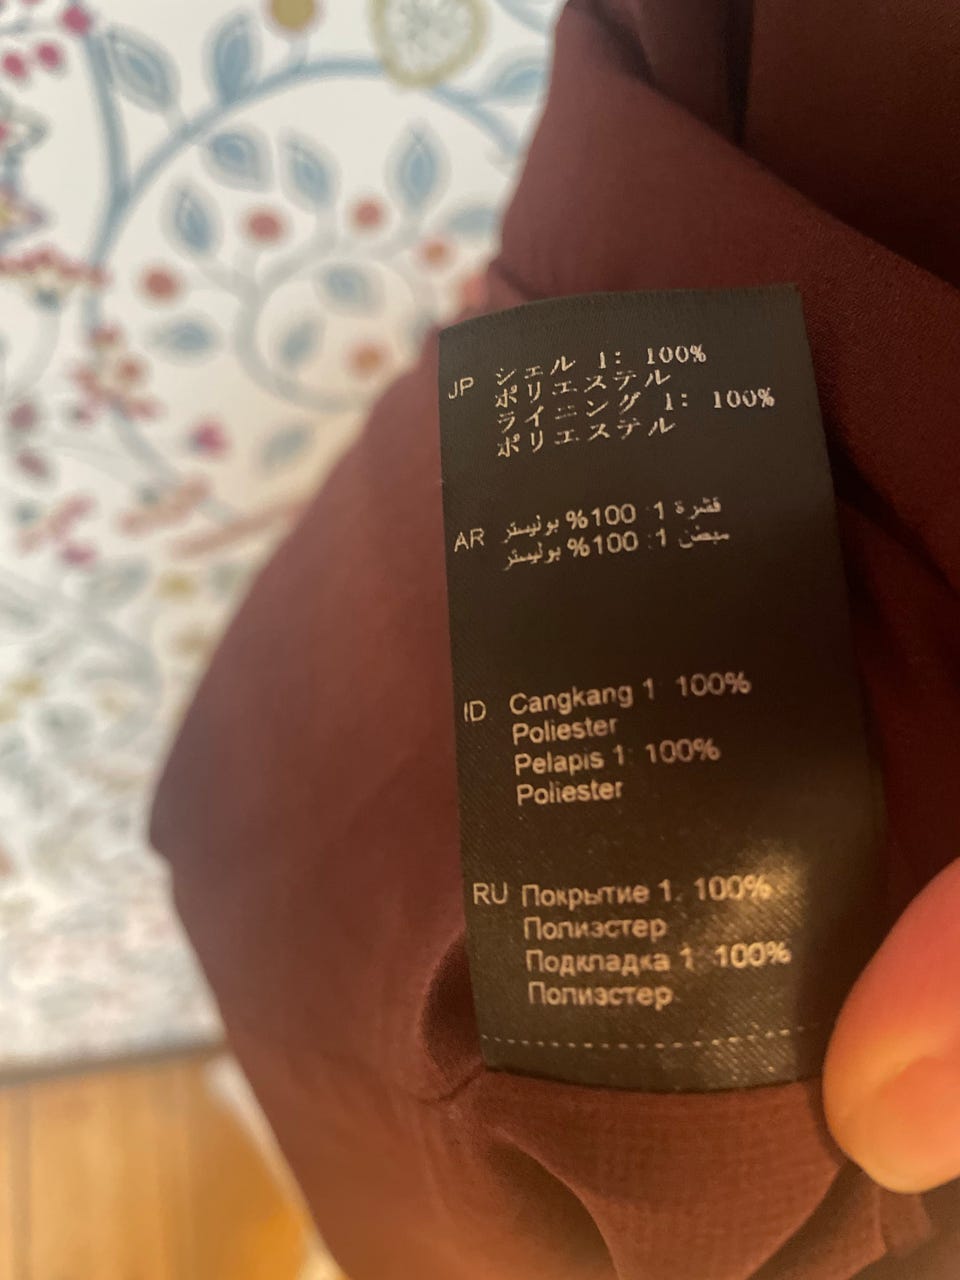 JP シェル 1: 100%
ポリエステル
ライニング 1: 100%
ポリエステル
AR قشرة 1: 100% بوليستر
مبطن 1: 100% بوليستر
ID Cangkang 1: 100%
Poliester
Pelapis 1: 100%
Poliester
RU Покрытие 1: 100%
Полиэстер
Подкладка 1: 100%
Полиэстер